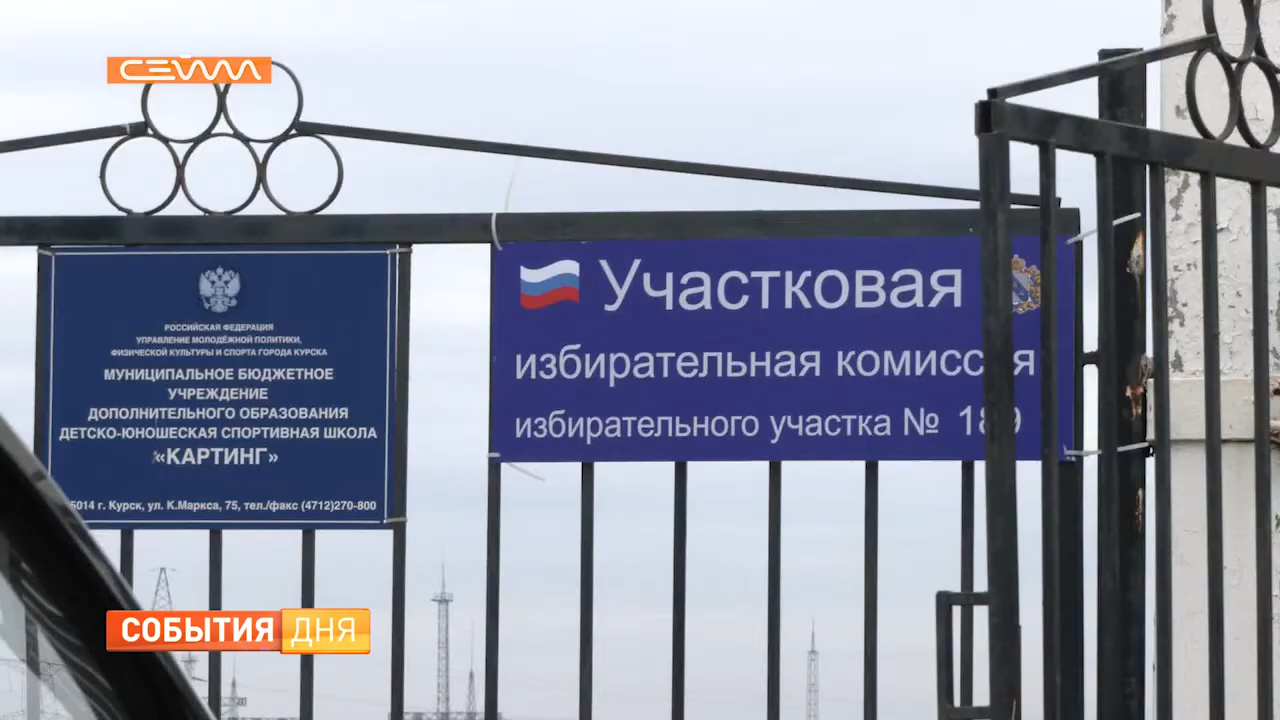 СЕЙМ
РОССИЙСКАЯ ФЕДЕРАЦИЯ
УПРАВЛЕНИЕ МОЛОДЁЖНОЙ ПОЛИТИКИ,
ФИЗИЧЕСКОЙ КУЛЬТУРЫ И СПОРТА ГОРОДА КУРСКА
МУНИЦИПАЛЬНОЕ БЮДЖЕТНОЕ
УЧРЕЖДЕНИЕ
ДОПОЛНИТЕЛЬНОГО ОБРАЗОВАНИЯ
ДЕТСКО-ЮНОШЕСКАЯ СПОРТИВНАЯ ШКОЛА
«КАРТИНГ»
5014 г. Курск, ул. К.Маркса, 75, тел./факс (4712)270-800
Участковая
избирательная комиссия
избирательного участка № 189
СОБЫТИЯ ДНЯ